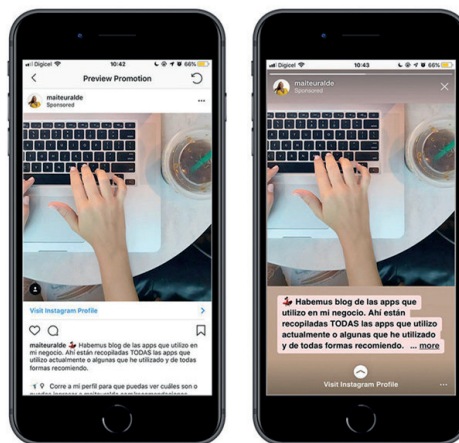 Digicel 10:42 66%
Preview Promotion
maiteuralde
Sponsored
Visit Instagram Profile
maiteuralde 💃 Habemus blog de las apps que utilizo en
mi negocio. Ahí están recopiladas TODAS las apps que
utilizo actualmente o algunas que he utilizado y de todas
formas recomiendo.
Corre a mi perfil para que puedas ver cuáles son o
Digicel 10:43 66%
maiteuralde
Sponsored
💃 Habemus blog de las apps que
utilizo en mi negocio. Ahí están
recopiladas TODAS las apps que utilizo
actualmente o algunas que he utilizado
y de todas formas recomiendo. ... more
Visit Instagram Profile